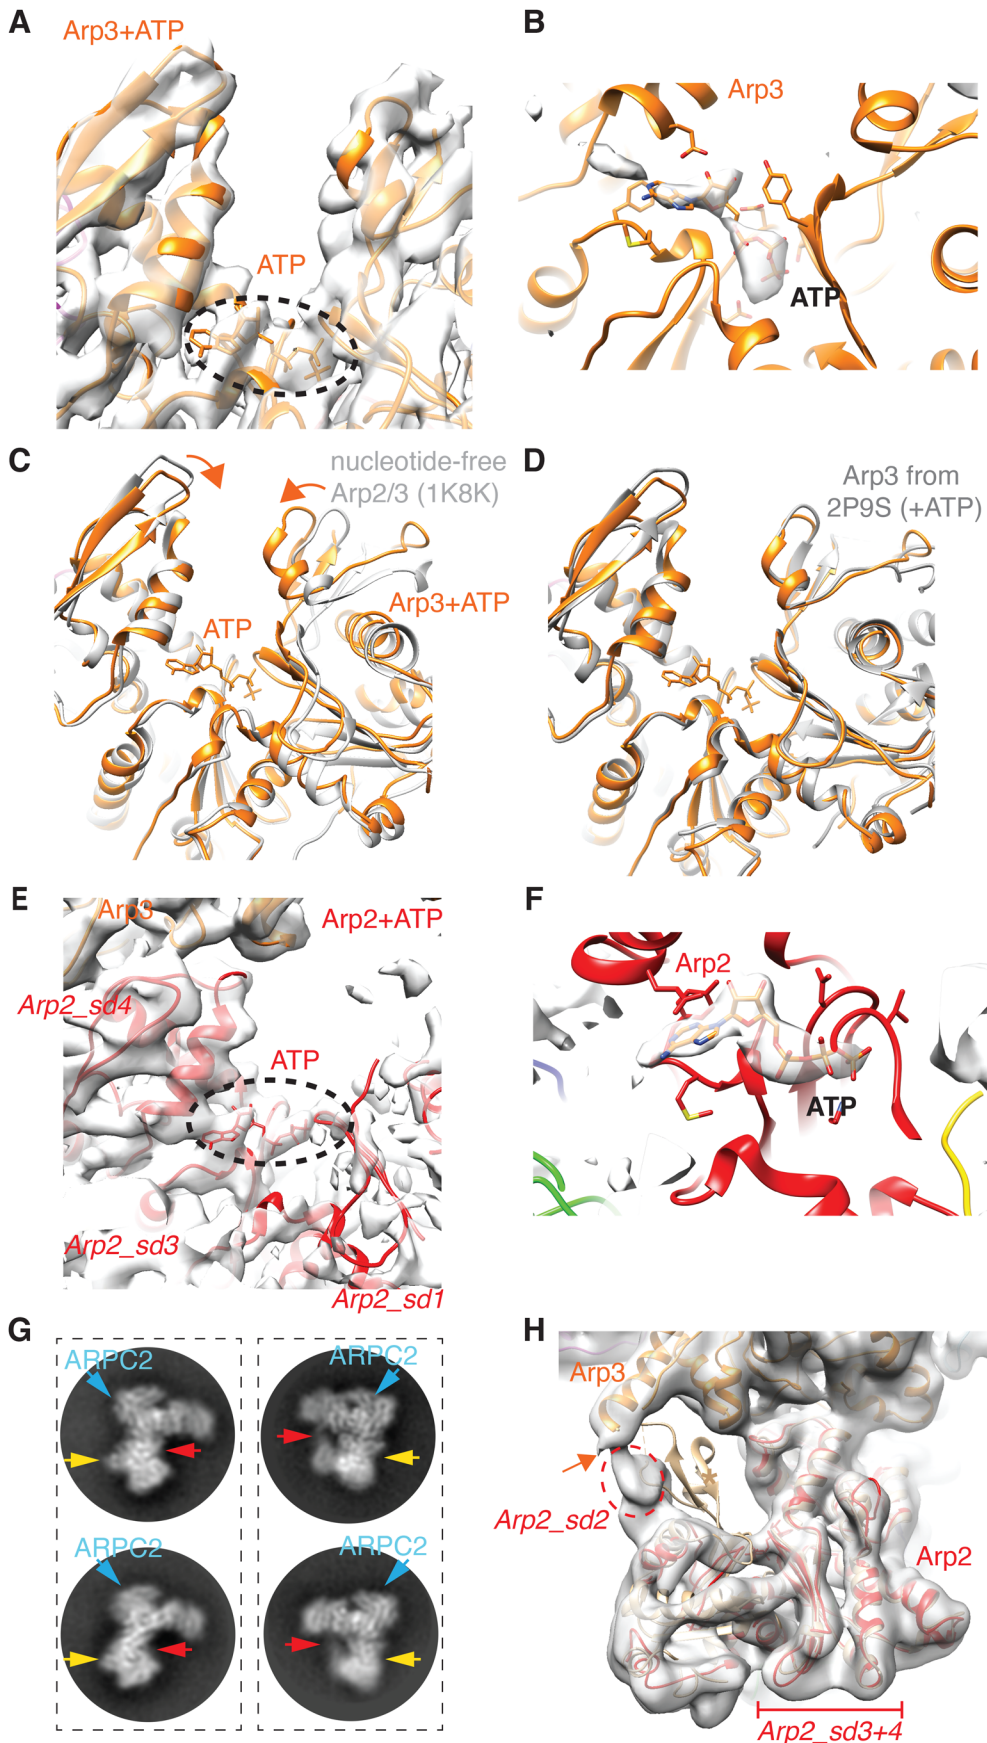 A
Arp3+ATP
ATP
B
Arp3
ATP
C
nucleotide-free
Arp2/3 (1K8K)
ATP
Arp3+ATP
D
Arp3 from
2P9S (+ATP)
E
Arp3
Arp2+ATP
Arp2_sd4
ATP
Arp2_sd3
Arp2_sd1
F
Arp2
ATP
G
ARPC2
ARPC2
ARPC2
ARPC2
H
Arp3
Arp2_sd2
Arp2
Arp2_sd3+4